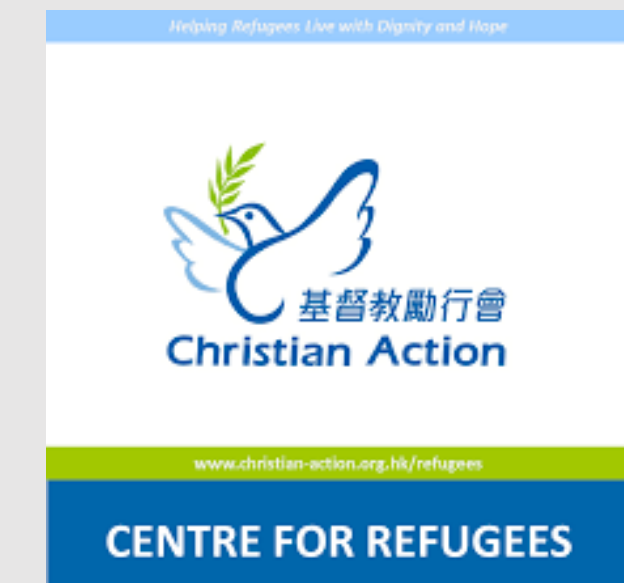 Helping Refugees Live with Dignity and Hope
基督教勵行會
Christian Action
www.christian-action.org.hk/refugees
CENTRE FOR REFUGEES